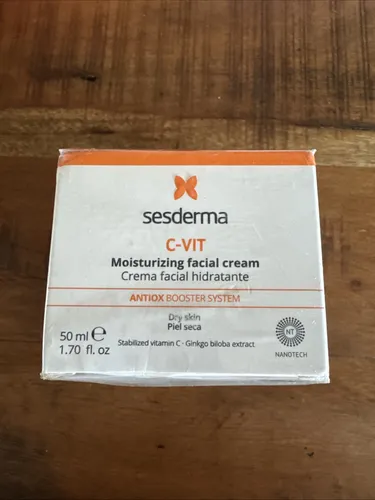 sesderma
C-VIT
Moisturizing facial cream
Crema facial hidratante
ANTIOX BOOSTER SYSTEM
Dry skin
Piel seca
50 ml e
1.70 fl. oz
Stabilized vitamin C · Ginkgo biloba extract
NT
NANOTECH